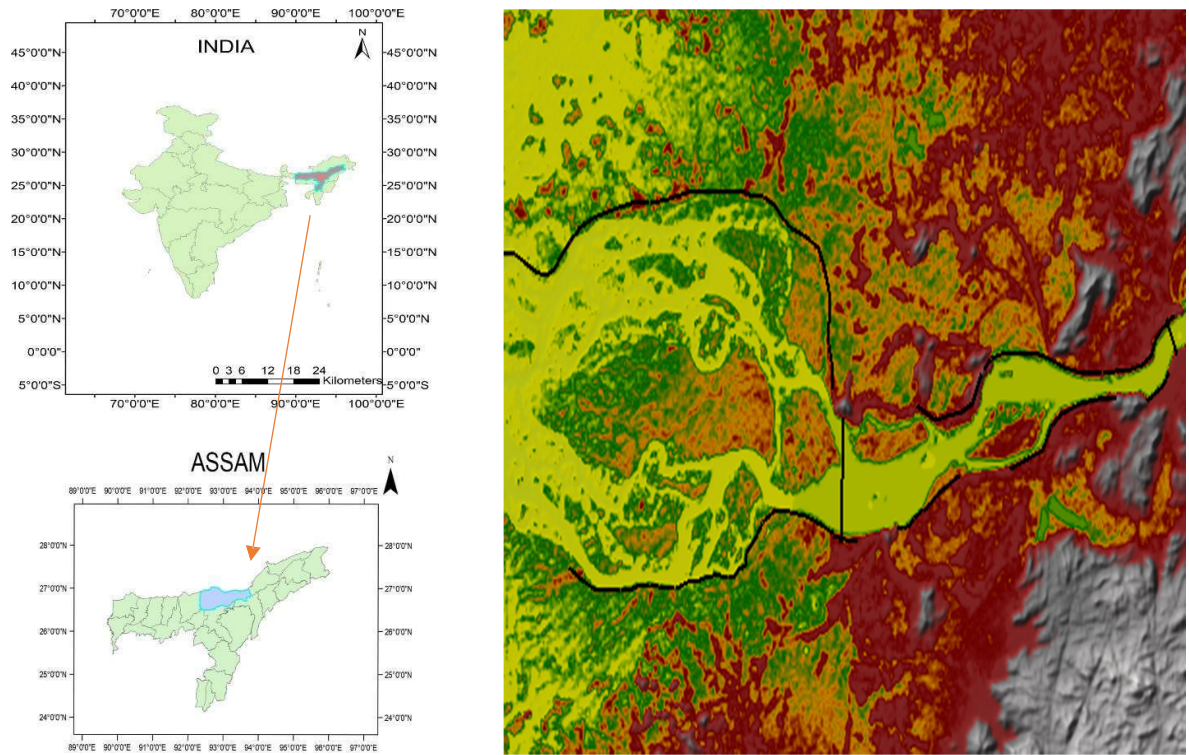 70°0'0"E 80°0'0"E 90°0'0"E 100°0'0"E
INDIA
N
45°0'0"N 45°0'0"N
40°0'0"N 40°0'0"N
35°0'0"N 35°0'0"N
30°0'0"N 30°0'0"N
25°0'0"N 25°0'0"N
20°0'0"N 20°0'0"N
15°0'0"N 15°0'0"N
10°0'0"N 10°0'0"N
5°0'0"N 5°0'0"N
0°0'0" 0°0'0"
5°0'0"S 5°0'0"S
0 3 6 12 18 24
Kilometers
70°0'0"E 80°0'0"E 90°0'0"E 100°0'0"E
ASSAM
N
89°0'0"E 90°0'0"E 91°0'0"E 92°0'0"E 93°0'0"E 94°0'0"E 95°0'0"E 96°0'0"E 97°0'0"E
28°0'0"N 28°0'0"N
27°0'0"N 27°0'0"N
26°0'0"N 26°0'0"N
25°0'0"N 25°0'0"N
24°0'0"N 24°0'0"N
89°0'0"E 90°0'0"E 91°0'0"E 92°0'0"E 93°0'0"E 94°0'0"E 95°0'0"E 96°0'0"E 97°0'0"E